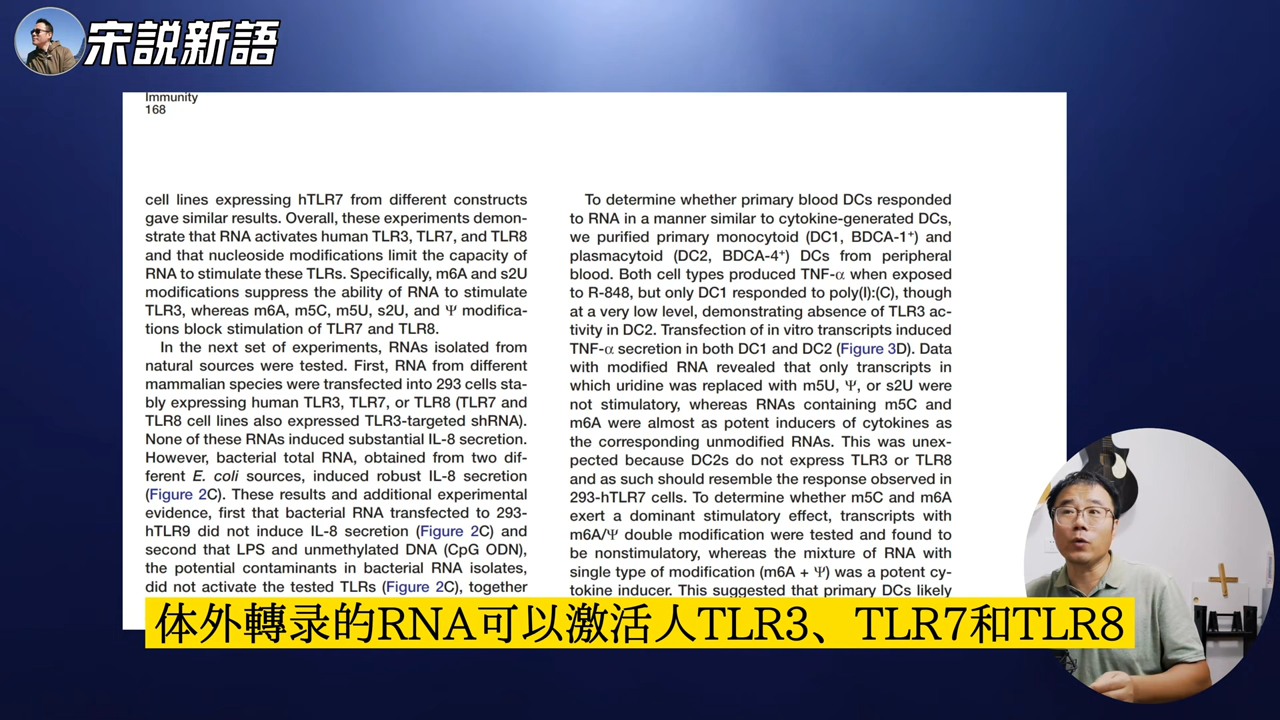 宋説新語
Immunity
168
cell lines expressing hTLR7 from different constructs
gave similar results. Overall, these experiments demon-
strate that RNA activates human TLR3, TLR7, and TLR8
and that nucleoside modifications limit the capacity of
RNA to stimulate these TLRs. Specifically, m6A and s2U
modifications suppress the ability of RNA to stimulate
TLR3, whereas m6A, m5C, m5U, s2U, and Ψ modifica-
tions block stimulation of TLR7 and TLR8.
In the next set of experiments, RNAs isolated from
natural sources were tested. First, RNA from different
mammalian species were transfected into 293 cells sta-
bly expressing human TLR3, TLR7, or TLR8 (TLR7 and
TLR8 cell lines also expressed TLR3-targeted shRNA).
None of these RNAs induced substantial IL-8 secretion.
However, bacterial total RNA, obtained from two dif-
ferent E. coli sources, induced robust IL-8 secretion
(Figure 2C). These results and additional experimental
evidence, first that bacterial RNA transfected to 293-
hTLR9 did not induce IL-8 secretion (Figure 2C) and
second that LPS and unmethylated DNA (CpG ODN),
the potential contaminants in bacterial RNA isolates,
did not activate the tested TLRs (Figure 2C), together
To determine whether primary blood DCs responded
to RNA in a manner similar to cytokine-generated DCs,
we purified primary monocytoid (DC1, BDCA-1⁺) and
plasmacytoid (DC2, BDCA-4⁺) DCs from peripheral
blood. Both cell types produced TNF-α when exposed
to R-848, but only DC1 responded to poly(I):(C), though
at a very low level, demonstrating absence of TLR3 ac-
tivity in DC2. Transfection of in vitro transcripts induced
TNF-α secretion in both DC1 and DC2 (Figure 3D). Data
with modified RNA revealed that only transcripts in
which uridine was replaced with m5U, Ψ, or s2U were
not stimulatory, whereas RNAs containing m5C and
m6A were almost as potent inducers of cytokines as
the corresponding unmodified RNAs. This was unex-
pected because DC2s do not express TLR3 or TLR8
and as such should resemble the response observed in
293-hTLR7 cells. To determine whether m5C and m6A
exert a dominant stimulatory effect, transcripts with
m6A/Ψ double modification were tested and found to
be nonstimulatory, whereas the mixture of RNA with
single type of modification (m6A + Ψ) was a potent cy-
tokine inducer. This suggested that primary DCs likely
体外轉录的RNA可以激活人TLR3、TLR7和TLR8